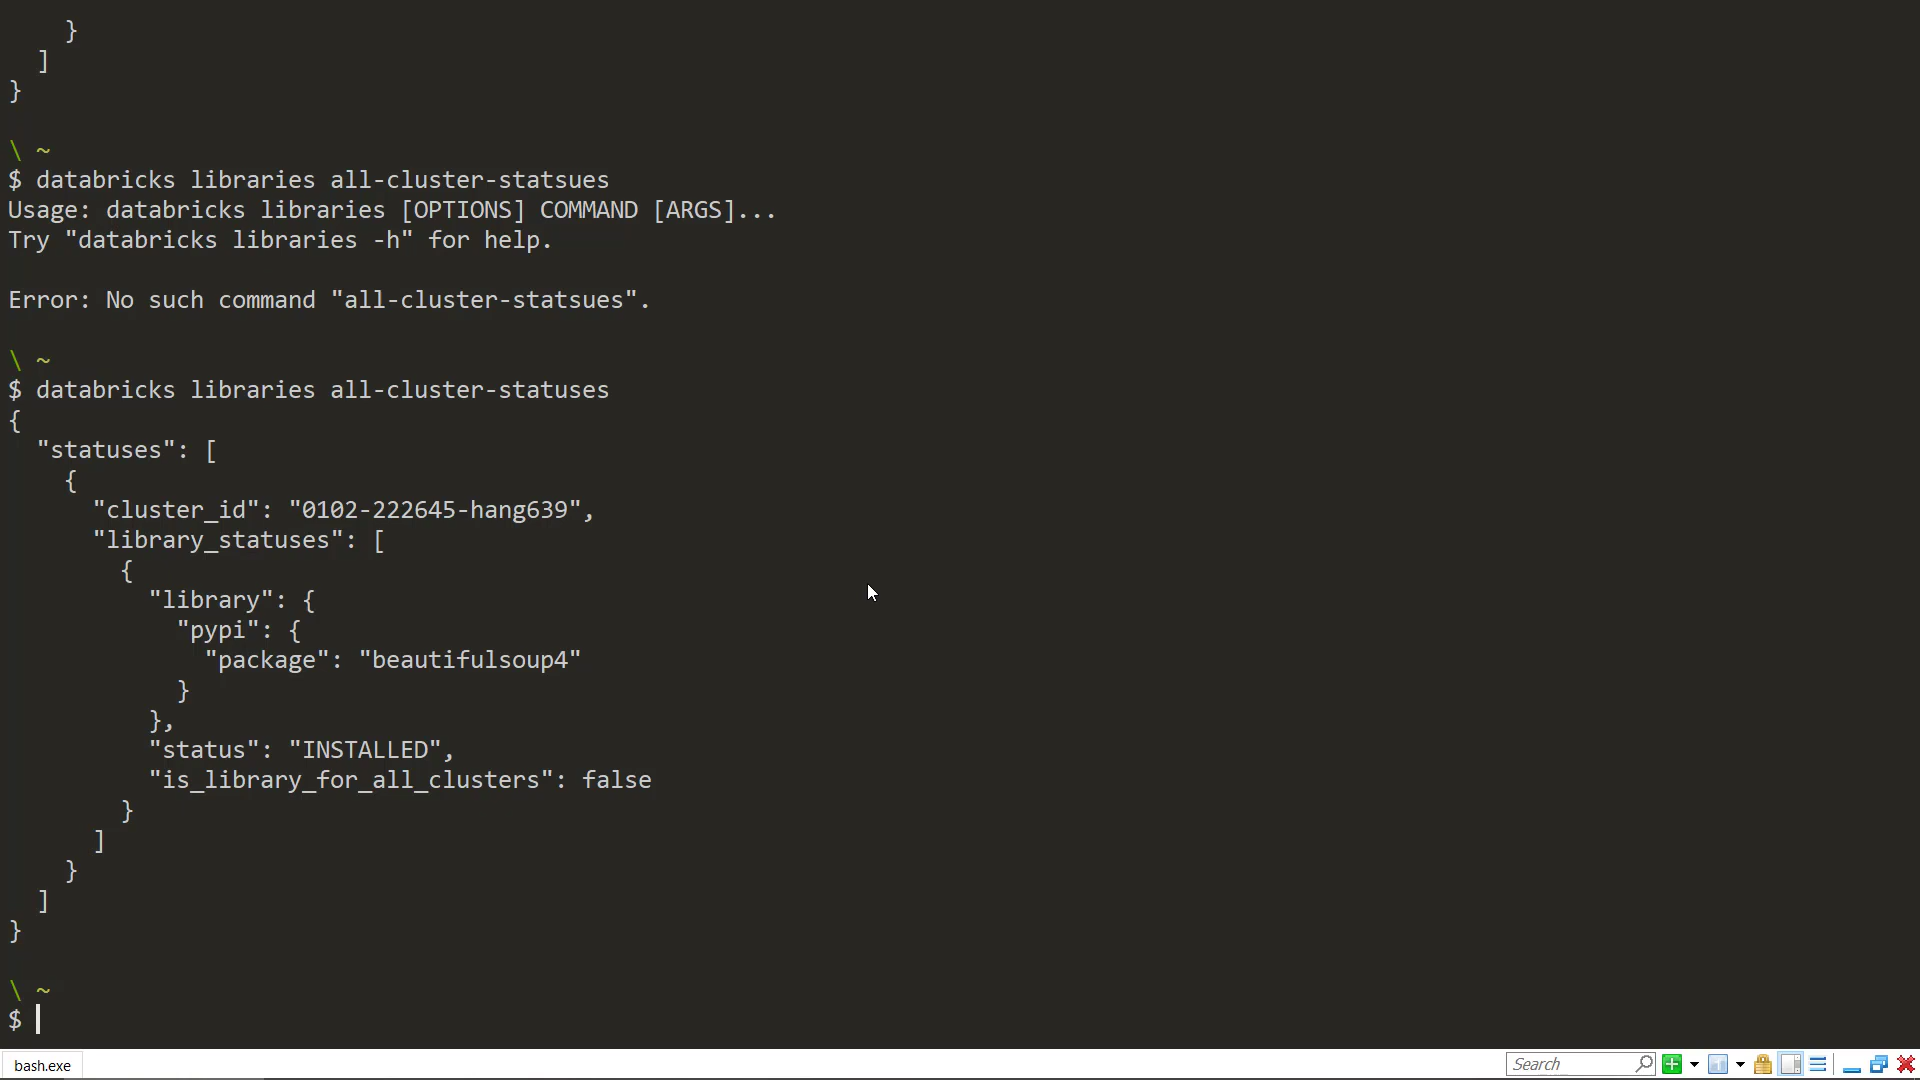 }
  ]
}
\ ~
$ databricks libraries all-cluster-statsues
Usage: databricks libraries [OPTIONS] COMMAND [ARGS]...
Try "databricks libraries -h" for help.
Error: No such command "all-cluster-statsues".
\ ~
$ databricks libraries all-cluster-statuses
{
  "statuses": [
    {
      "cluster_id": "0102-222645-hang639",
      "library_statuses": [
        {
          "library": {
            "pypi": {
              "package": "beautifulsoup4"
            }
          },
          "status": "INSTALLED",
          "is_library_for_all_clusters": false
        }
      ]
    }
  ]
}
\ ~
$
bash.exe
Search